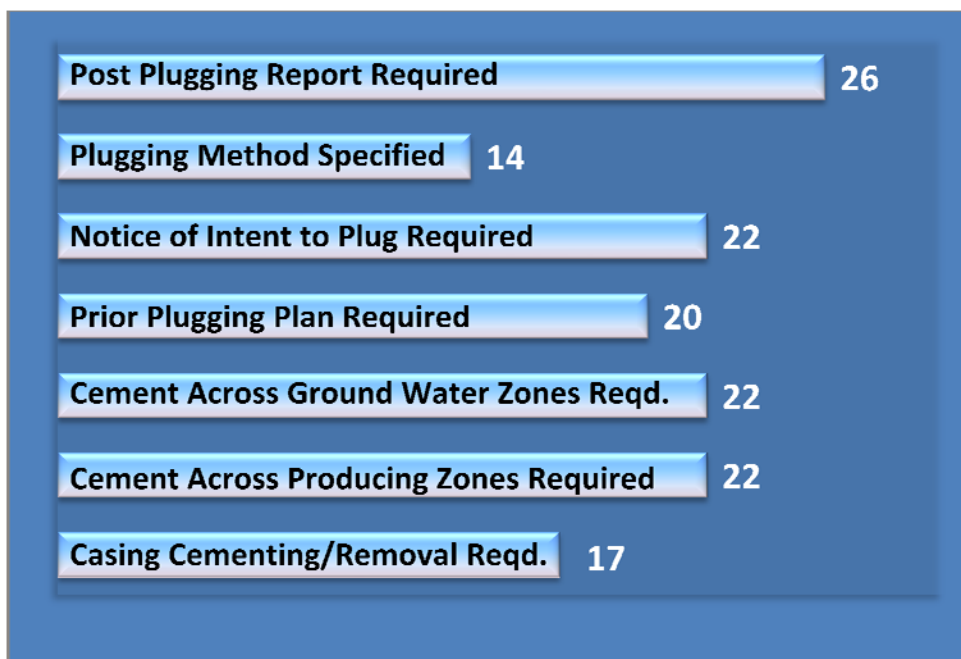 Post Plugging Report Required 26
Plugging Method Specified 14
Notice of Intent to Plug Required 22
Prior Plugging Plan Required 20
Cement Across Ground Water Zones Reqd. 22
Cement Across Producing Zones Required 22
Casing Cementing/Removal Reqd. 17